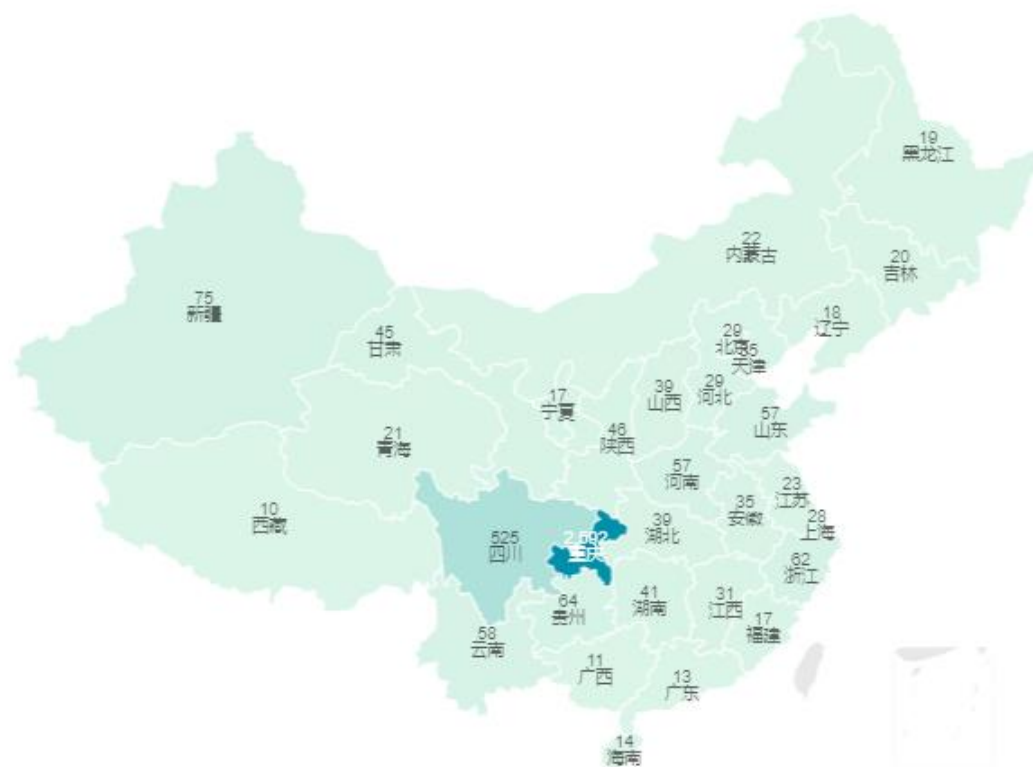 19
黑龙江
22
内蒙古
20
吉林
75
新疆
18
辽宁
45
甘肃
29
北京
35
天津
29
河北
39
山西
17
宁夏
57
山东
46
陕西
21
青海
57
河南
23
江苏
35
安徽
10
西藏
28
上海
39
湖北
525
四川
重庆
62
浙江
64
贵州
41
湖南
31
江西
17
福建
58
云南
11
广西
13
广东
14
海南